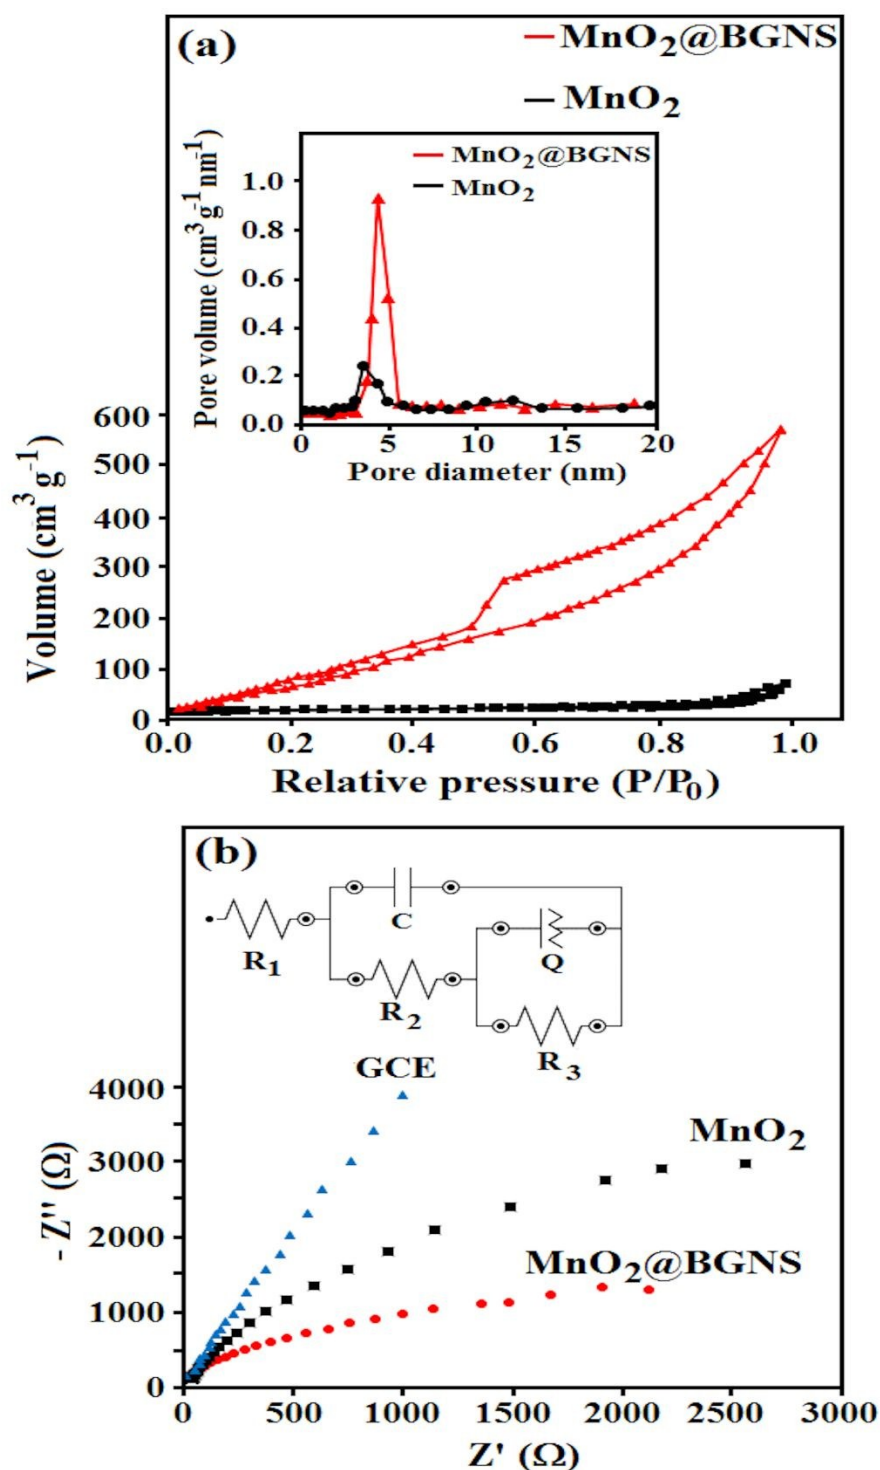 (a)
MnO₂@BGNS
MnO₂
MnO₂@BGNS
MnO₂
Pore volume (cm³g⁻¹nm⁻¹)
1.0
0.8
0.6
0.4
0.2
0.0
0 5 10 15 20
Pore diameter (nm)
Volume (cm³ g⁻¹)
600
500
400
300
200
100
0
0.0 0.2 0.4 0.6 0.8 1.0
Relative pressure (P/P₀)
(b)
C
R₁
Q
R₂
R₃
GCE
MnO₂
MnO₂@BGNS
- Z'' (Ω)
4000
3000
2000
1000
0
0 500 1000 1500 2000 2500 3000
Z' (Ω)